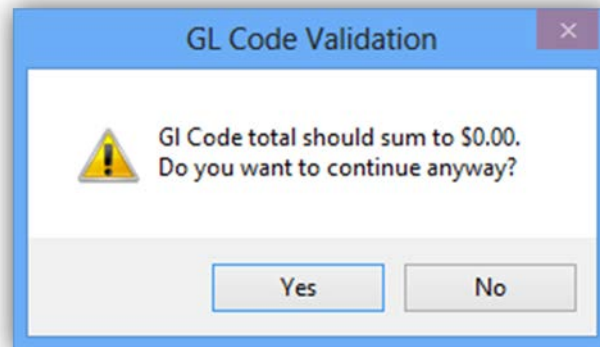 GL Code Validation
Gl Code total should sum to $0.00.
Do you want to continue anyway?
Yes
No